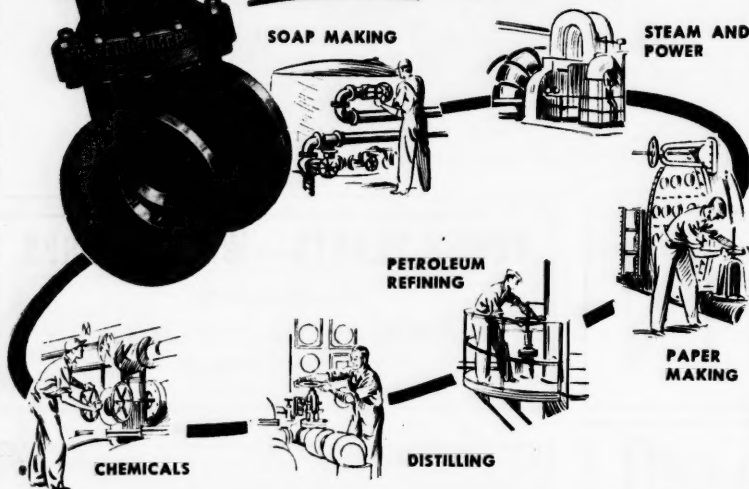 SOAP MAKING
STEAM AND
POWER
PETROLEUM
REFINING
PAPER
MAKING
CHEMICALS
DISTILLING